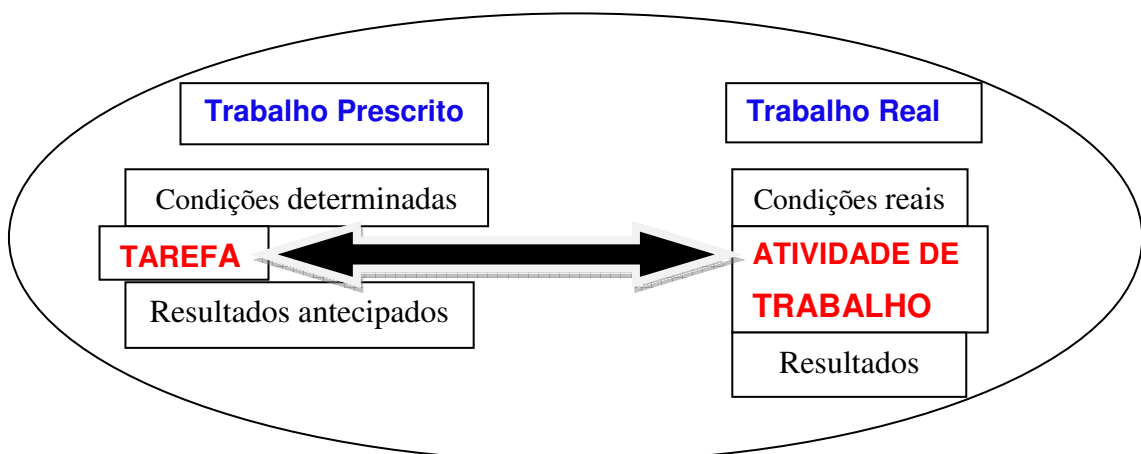 Trabalho Prescrito
Condições determinadas
TAREFA
Resultados antecipados
Trabalho Real
Condições reais
ATIVIDADE DE
TRABALHO
Resultados